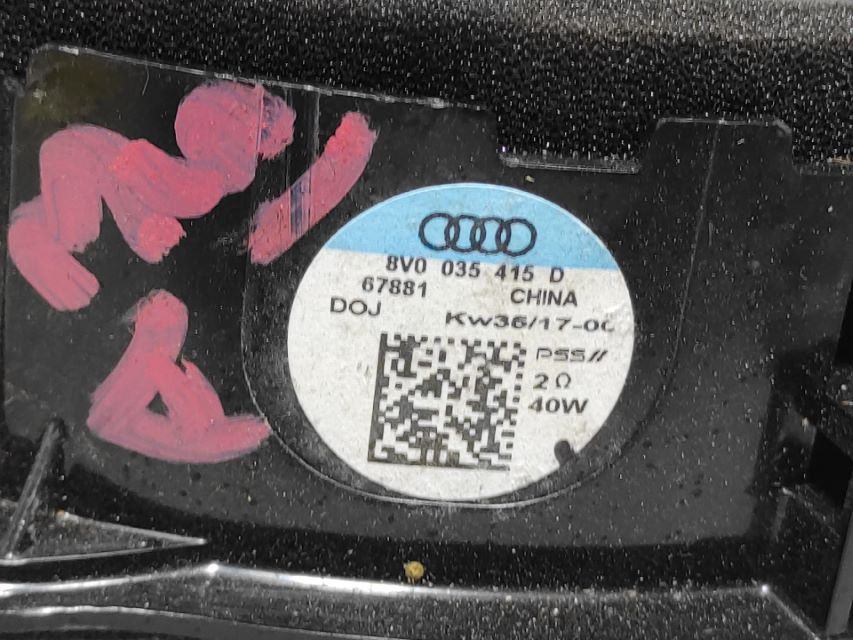 8V0 035 415 D
67881 CHINA
DOJ
Kw36/17-00
PSS//
2 Ω
40W